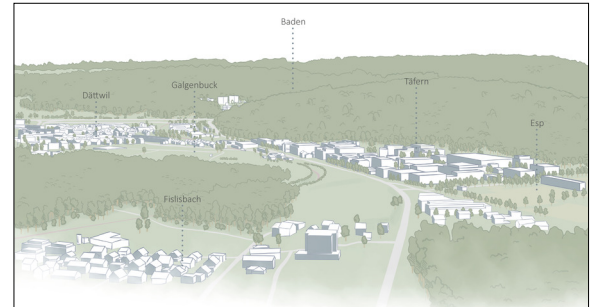 Baden
Dättwil
Galgenbuck
Täfern
Esp
Fislisbach